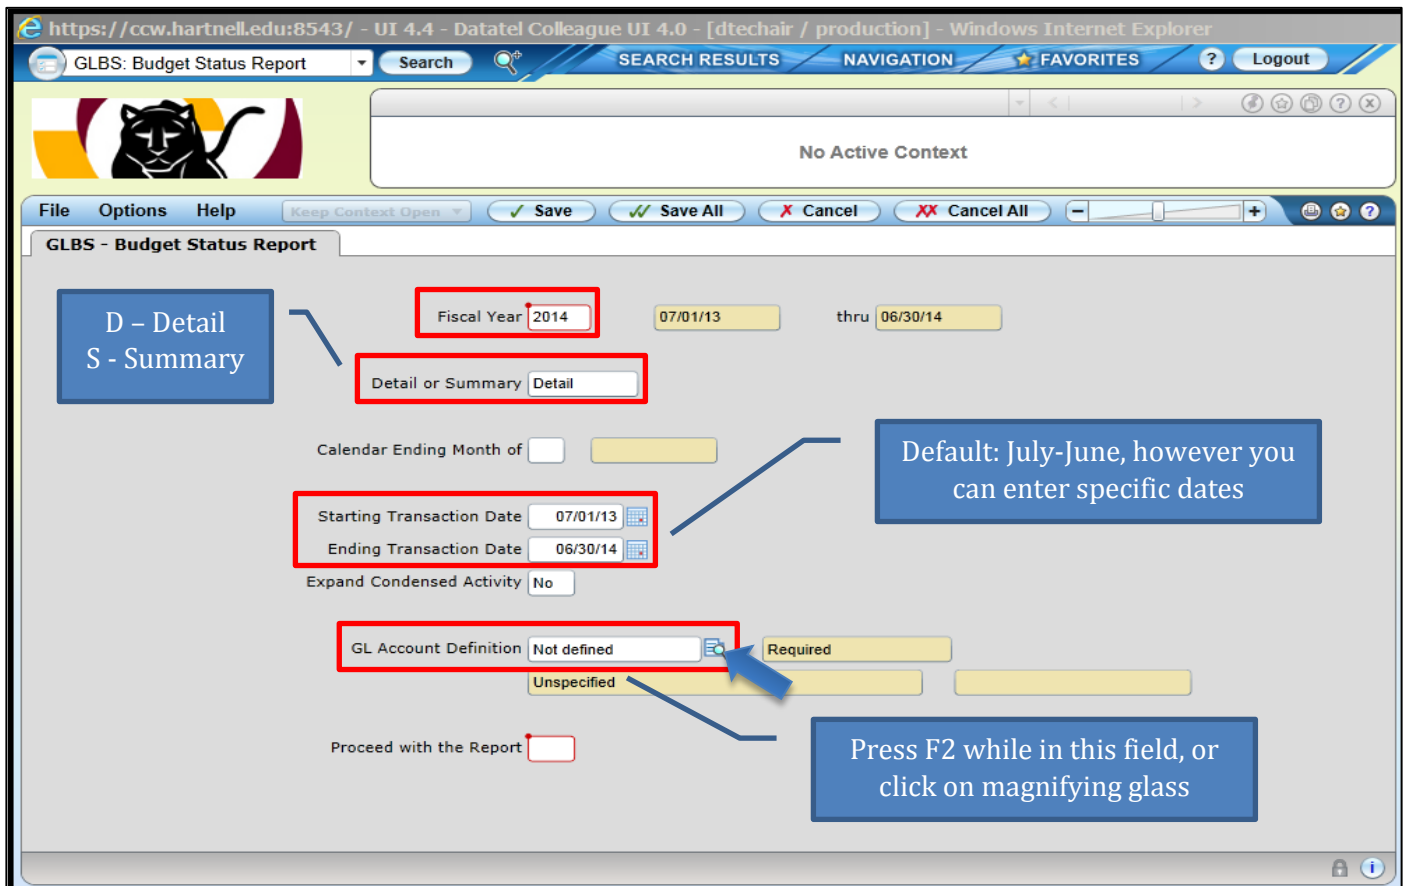 https://ccw.hartnell.edu:8543/ - UI 4.4 - Datatel Colleague UI 4.0 - [dtechair / production] - Windows Internet Explorer
GLBS: Budget Status Report Search SEARCH RESULTS NAVIGATION FAVORITES ? Logout
No Active Context
File Options Help Keep Context Open Save Save All Cancel Cancel All
GLBS - Budget Status Report
D – Detail
S - Summary
Fiscal Year 2014 07/01/13 thru 06/30/14
Detail or Summary Detail
Calendar Ending Month of
Default: July-June, however you
can enter specific dates
Starting Transaction Date 07/01/13
Ending Transaction Date 06/30/14
Expand Condensed Activity No
GL Account Definition Not defined Required
Unspecified
Proceed with the Report
Press F2 while in this field, or
click on magnifying glass